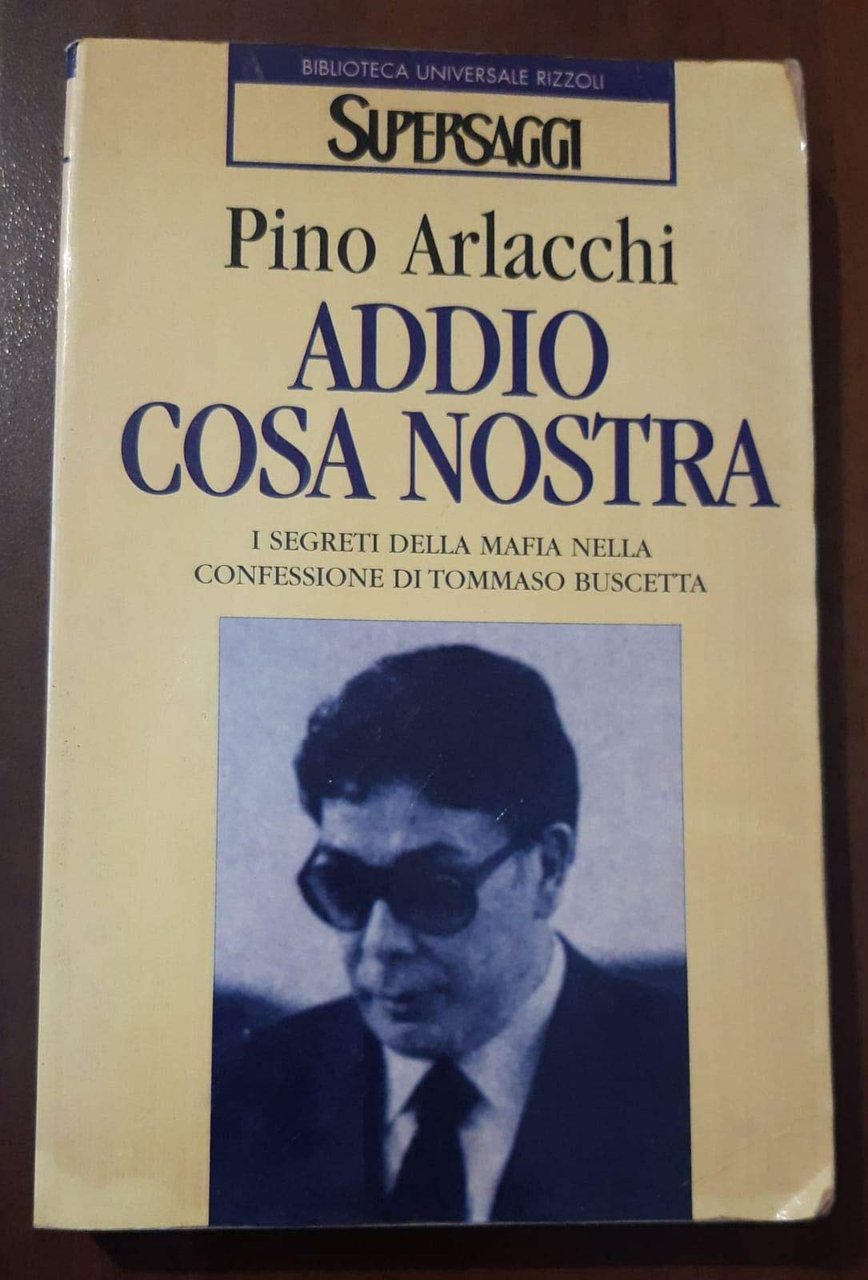 BIBLIOTECA UNIVERSALE RIZZOLI
SUPERSAGGI
Pino Arlacchi
ADDIO
COSA NOSTRA
I SEGRETI DELLA MAFIA NELLA
CONFESSIONE DI TOMMASO BUSCETTA